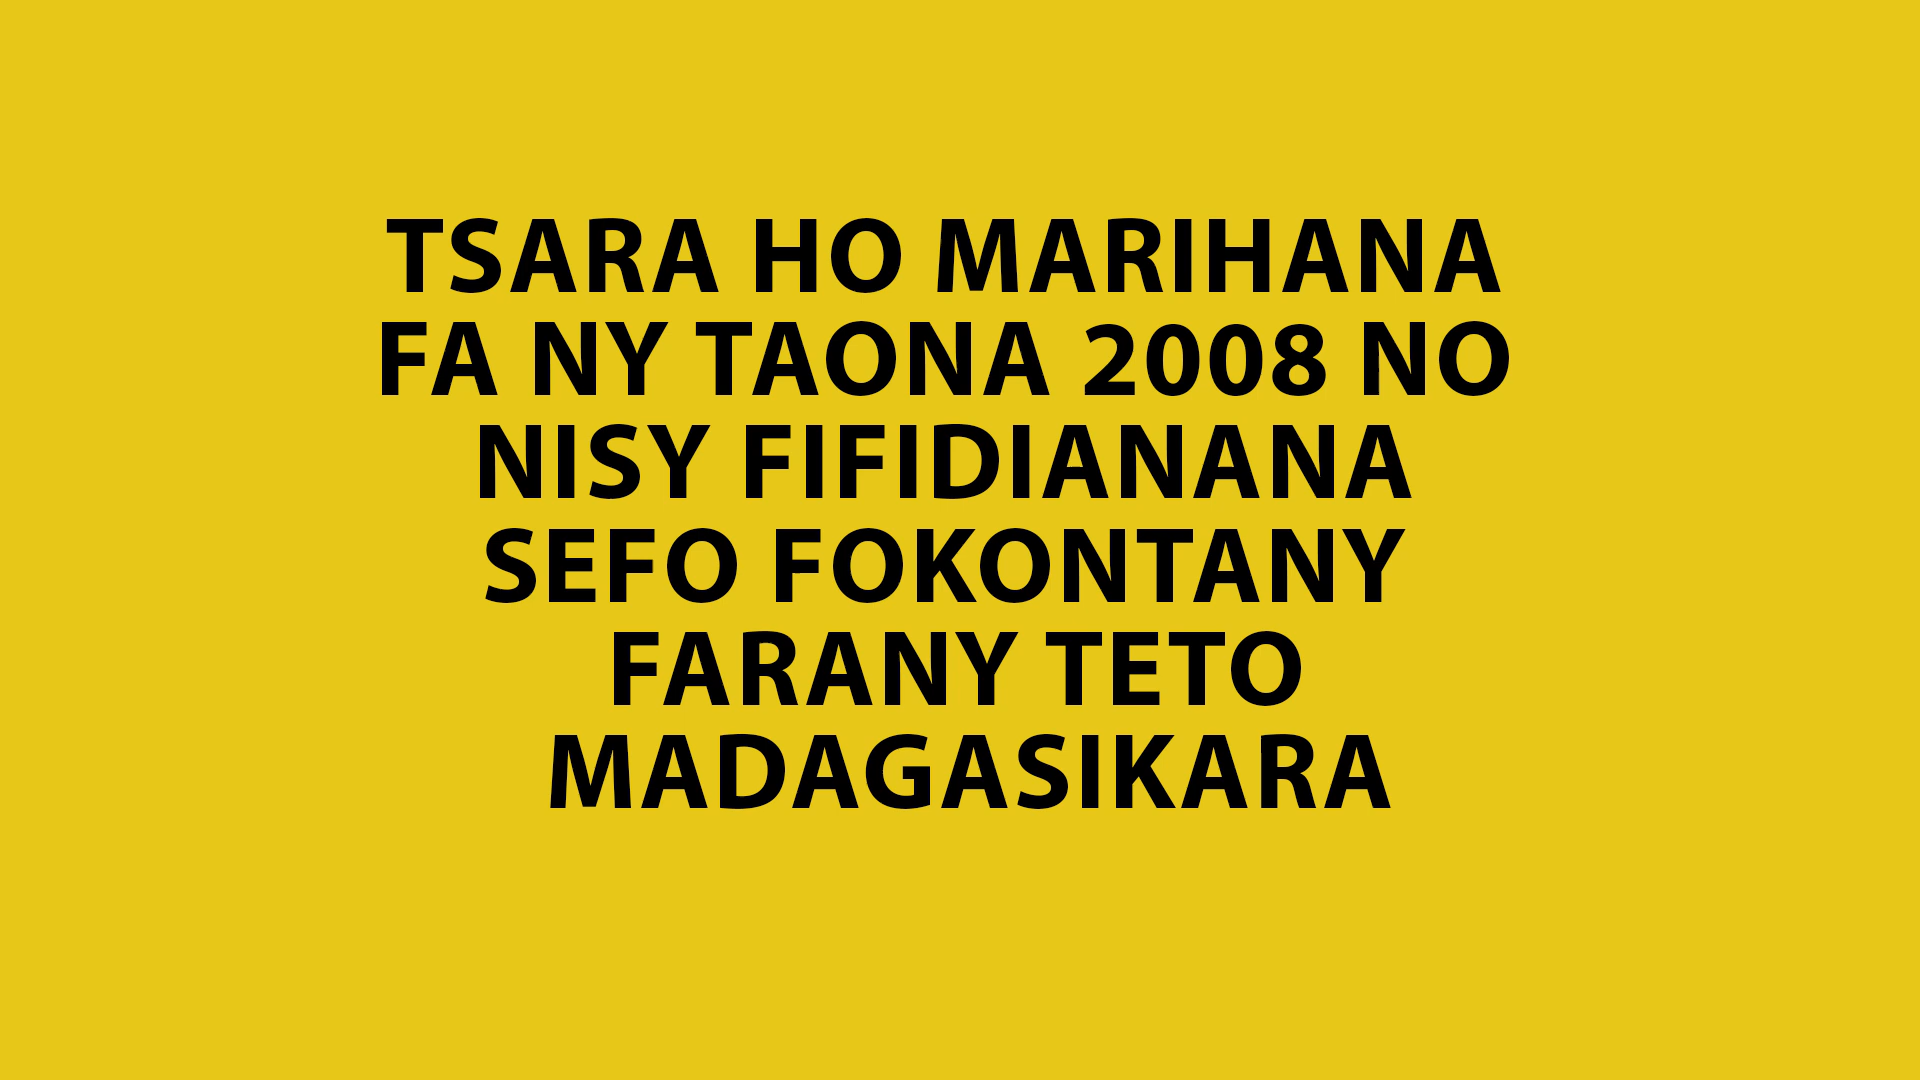 TSARA HO MARIHANA
FA NY TAONA 2008 NO
NISY FIFIDIANANA
SEFO FOKONTANY
FARANY TETO
MADAGASIKARA